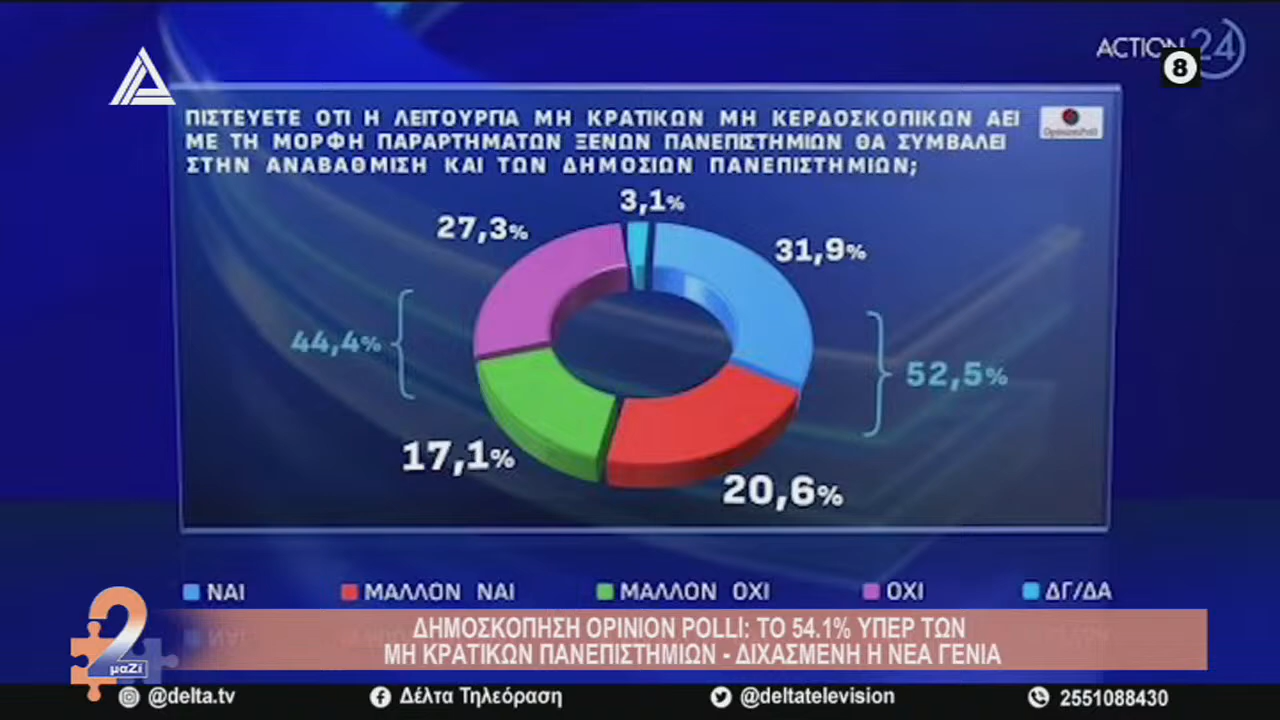 ACTION 24
8
ΠΙΣΤΕΥΕΤΕ ΟΤΙ Η ΛΕΙΤΟΥΡΓΙΑ ΜΗ ΚΡΑΤΙΚΩΝ ΜΗ ΚΕΡΔΟΣΚΟΠΙΚΩΝ ΑΕΙ
ΜΕ ΤΗ ΜΟΡΦΗ ΠΑΡΑΡΤΗΜΑΤΩΝ ΞΕΝΩΝ ΠΑΝΕΠΙΣΤΗΜΙΩΝ ΘΑ ΣΥΜΒΑΛΕΙ
ΣΤΗΝ ΑΝΑΒΑΘΜΙΣΗ ΚΑΙ ΤΩΝ ΔΗΜΟΣΙΩΝ ΠΑΝΕΠΙΣΤΗΜΙΩΝ;
OpinionPoll
3,1%
27,3%
31,9%
44,4%
52,5%
17,1%
20,6%
ΝΑΙ ΜΑΛΛΟΝ ΝΑΙ ΜΑΛΛΟΝ ΟΧΙ ΟΧΙ ΔΓ/ΔΑ
2 μαζί
ΔΗΜΟΣΚΟΠΗΣΗ OPINION POLLI: ΤΟ 54.1% ΥΠΕΡ ΤΩΝ
ΜΗ ΚΡΑΤΙΚΩΝ ΠΑΝΕΠΙΣΤΗΜΙΩΝ - ΔΙΧΑΣΜΕΝΗ Η ΝΕΑ ΓΕΝΙΑ
@delta.tv Δέλτα Τηλεόραση @deltatelevision 2551088430